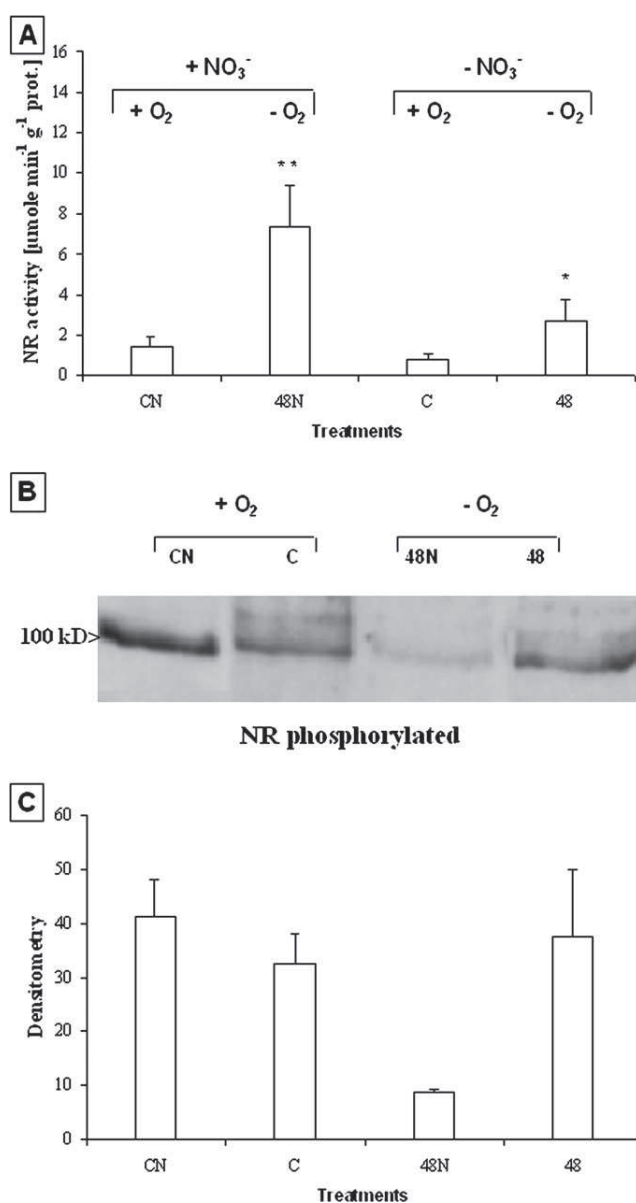 A
NR activity [µmole min⁻¹ g⁻¹ prot.]
16
14
12
10
8
6
4
2
0
+ NO₃⁻
- NO₃⁻
+ O₂
- O₂
+ O₂
- O₂
**
*
CN
48N
C
48
Treatments
B
+ O₂
- O₂
CN
C
48N
48
100 kD>
NR phosphorylated
C
Densitometry
60
50
40
30
20
10
0
CN
C
48N
48
Treatments